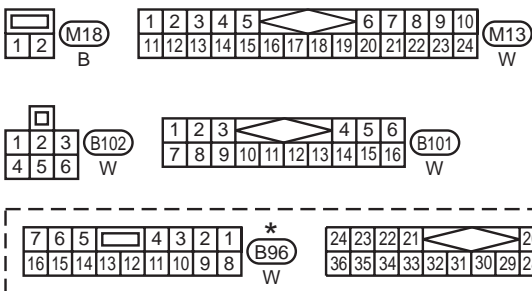 1 2 3 4 5 6 7 8 9 10
1 2 M18 11 12 13 14 15 16 17 18 19 20 21 22 23 24 M13
B W
1 2 3 B102 1 2 3 4 5 6 B101
4 5 6 7 8 9 10 11 12 13 14 15 16
W W
7 6 5 4 3 2 1 * 24 23 22 21
16 15 14 13 12 11 10 9 8 B96 36 35 34 33 32 31 30 29
W